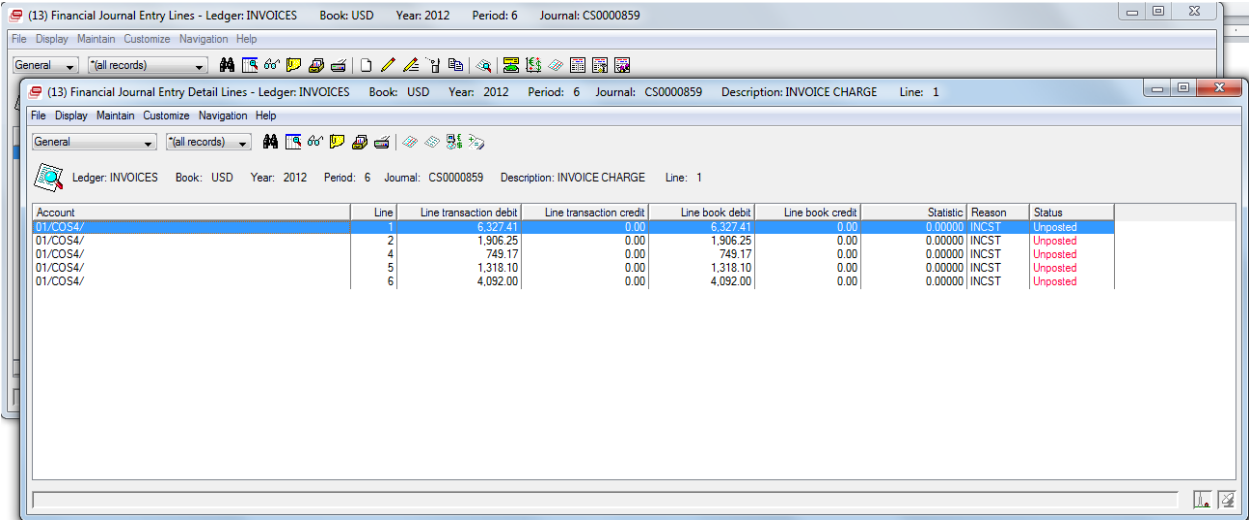 (13) Financial Journal Entry Lines - Ledger: INVOICES Book: USD Year: 2012 Period: 6 Journal: CS0000859
File Display Maintain Customize Navigation Help
General *(all records)
(13) Financial Journal Entry Detail Lines - Ledger: INVOICES Book: USD Year: 2012 Period: 6 Journal: CS0000859 Description: INVOICE CHARGE Line: 1
File Display Maintain Customize Navigation Help
General *(all records)
Ledger: INVOICES Book: USD Year: 2012 Period: 6 Journal: CS0000859 Description: INVOICE CHARGE Line: 1
Account Line Line transaction debit Line transaction credit Line book debit Line book credit Statistic Reason Status
01/COS4/ 1 6,327.41 0.00 6,327.41 0.00 0.00000 INCST Unposted
01/COS4/ 2 1,906.25 0.00 1,906.25 0.00 0.00000 INCST Unposted
01/COS4/ 4 749.17 0.00 749.17 0.00 0.00000 INCST Unposted
01/COS4/ 5 1,318.10 0.00 1,318.10 0.00 0.00000 INCST Unposted
01/COS4/ 6 4,092.00 0.00 4,092.00 0.00 0.00000 INCST Unposted